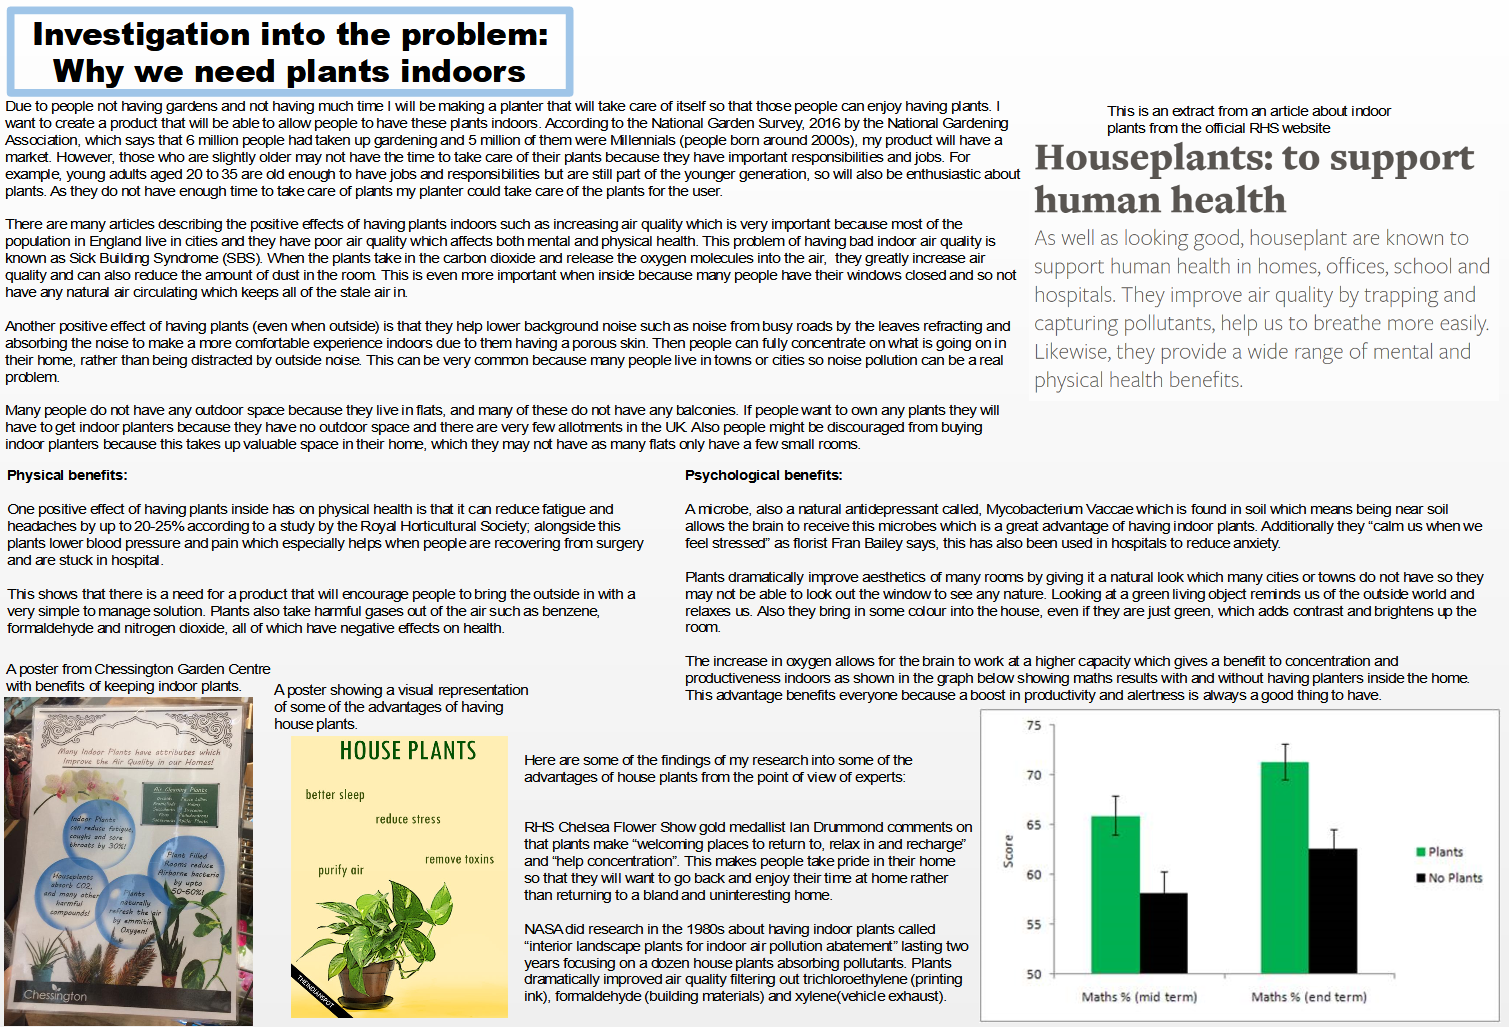 Investigation into the problem:
Why we need plants indoors
Due to people not having gardens and not having much time I will be making a planter that will take care of itself so that those people can enjoy having plants. I
want to create a product that will be able to allow people to have these plants indoors. According to the National Garden Survey, 2016 by the National Gardening
Association, which says that 6 million people had taken up gardening and 5 million of them were Millennials (people born around 2000s), my product will have a
market. However, those who are slightly older may not have the time to take care of their plants because they have important responsibilities and jobs. For
example, young adults aged 20 to 35 are old enough to have jobs and responsibilities but are still part of the younger generation, so will also be enthusiastic about
plants. As they do not have enough time to take care of plants my planter could take care of the plants for the user.
There are many articles describing the positive effects of having plants indoors such as increasing air quality which is very important because most of the
population in England live in cities and they have poor air quality which affects both mental and physical health. This problem of having bad indoor air quality is
known as Sick Building Syndrome (SBS). When the plants take in the carbon dioxide and release the oxygen molecules into the air, they greatly increase air
quality and can also reduce the amount of dust in the room. This is even more important when inside because many people have their windows closed and so not
have any natural air circulating which keeps all of the stale air in.
Another positive effect of having plants (even when outside) is that they help lower background noise such as noise from busy roads by the leaves refracting and
absorbing the noise to make a more comfortable experience indoors due to them having a porous skin. Then people can fully concentrate on what is going on in
their home, rather than being distracted by outside noise. This can be very common because many people live in towns or cities so noise pollution can be a real
problem.
Many people do not have any outdoor space because they live in flats, and many of these do not have any balconies. If people want to own any plants they will
have to get indoor planters because they have no outdoor space and there are very few allotments in the UK. Also people might be discouraged from buying
indoor planters because this takes up valuable space in their home, which they may not have as many flats only have a few small rooms.
This is an extract from an article about indoor
plants from the official RHS website
Houseplants: to support
human health
As well as looking good, houseplant are known to
support human health in homes, offices, school and
hospitals. They improve air quality by trapping and
capturing pollutants, help us to breathe more easily.
Likewise, they provide a wide range of mental and
physical health benefits.
Physical benefits:
One positive effect of having plants inside has on physical health is that it can reduce fatigue and
headaches by up to 20-25% according to a study by the Royal Horticultural Society; alongside this
plants lower blood pressure and pain which especially helps when people are recovering from surgery
and are stuck in hospital.
This shows that there is a need for a product that will encourage people to bring the outside in with a
very simple to manage solution. Plants also take harmful gases out of the air such as benzene,
formaldehyde and nitrogen dioxide, all of which have negative effects on health.
Psychological benefits:
A microbe, also a natural antidepressant called, Mycobacterium Vaccae which is found in soil which means being near soil
allows the brain to receive this microbes which is a great advantage of having indoor plants. Additionally they “calm us when we
feel stressed” as florist Fran Bailey says, this has also been used in hospitals to reduce anxiety.
Plants dramatically improve aesthetics of many rooms by giving it a natural look which many cities or towns do not have so they
may not be able to look out the window to see any nature. Looking at a green living object reminds us of the outside world and
relaxes us. Also they bring in some colour into the house, even if they are just green, which adds contrast and brightens up the
room.
The increase in oxygen allows for the brain to work at a higher capacity which gives a benefit to concentration and
productiveness indoors as shown in the graph below showing maths results with and without having planters inside the home.
This advantage benefits everyone because a boost in productivity and alertness is always a good thing to have.
A poster from Chessington Garden Centre
with benefits of keeping indoor plants.
Many Indoor Plants have attributes which
Improve the Air Quality in our Homes!
Air Cleaning Plants
Indoor Plants
can reduce fatigue,
coughs and sore
throats by 30%!
Plant Filled
Rooms reduce
Airborne bacteria
by upto
50-60%!
Houseplants
absorb CO2,
and many other
harmful
compounds!
Plants
naturally
refresh the air
by emmiting
Oxygen!
Chessington
A poster showing a visual representation
of some of the advantages of having
house plants.
HOUSE PLANTS
better sleep
reduce stress
remove toxins
purify air
THEINDIANSPOT
Here are some of the findings of my research into some of the
advantages of house plants from the point of view of experts:
RHS Chelsea Flower Show gold medallist Ian Drummond comments on
that plants make “welcoming places to return to, relax in and recharge”
and “help concentration”. This makes people take pride in their home
so that they will want to go back and enjoy their time at home rather
than returning to a bland and uninteresting home.
NASA did research in the 1980s about having indoor plants called
“interior landscape plants for indoor air pollution abatement” lasting two
years focusing on a dozen house plants absorbing pollutants. Plants
dramatically improved air quality filtering out trichloroethylene (printing
ink), formaldehyde (building materials) and xylene(vehicle exhaust).
75
70
65
60
55
50
Score
Maths % (mid term)
Maths % (end term)
Plants
No Plants